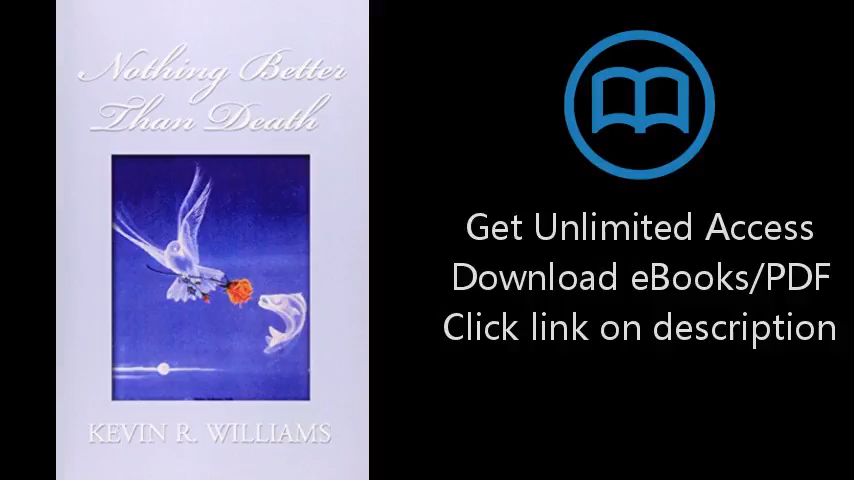 Nothing Better
Than Death
KEVIN R. WILLIAMS
Get Unlimited Access
Download eBooks/PDF
Click link on description